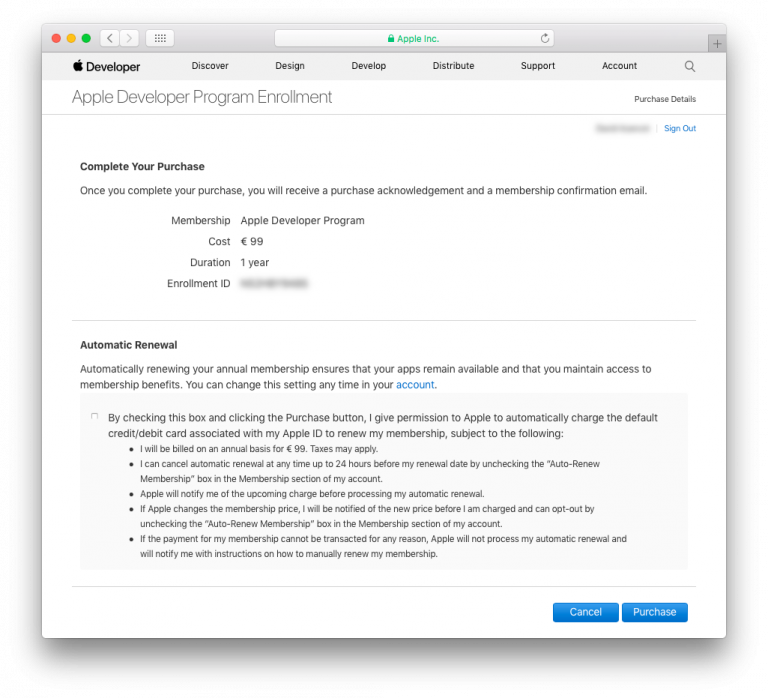 Apple Inc.
Developer Discover Design Develop Distribute Support Account
Apple Developer Program Enrollment Purchase Details
Sign Out
Complete Your Purchase
Once you complete your purchase, you will receive a purchase acknowledgement and a membership confirmation email.
Membership Apple Developer Program
Cost € 99
Duration 1 year
Enrollment ID
Automatic Renewal
Automatically renewing your annual membership ensures that your apps remain available and that you maintain access to
membership benefits. You can change this setting any time in your account.
By checking this box and clicking the Purchase button, I give permission to Apple to automatically charge the default
credit/debit card associated with my Apple ID to renew my membership, subject to the following:
• I will be billed on an annual basis for € 99. Taxes may apply.
• I can cancel automatic renewal at any time up to 24 hours before my renewal date by unchecking the “Auto-Renew
Membership” box in the Membership section of my account.
• Apple will notify me of the upcoming charge before processing my automatic renewal.
• If Apple changes the membership price, I will be notified of the new price before I am charged and can opt-out by
unchecking the “Auto-Renew Membership” box in the Membership section of my account.
• If the payment for my membership cannot be transacted for any reason, Apple will not process my automatic renewal and
will notify me with instructions on how to manually renew my membership.
Cancel Purchase